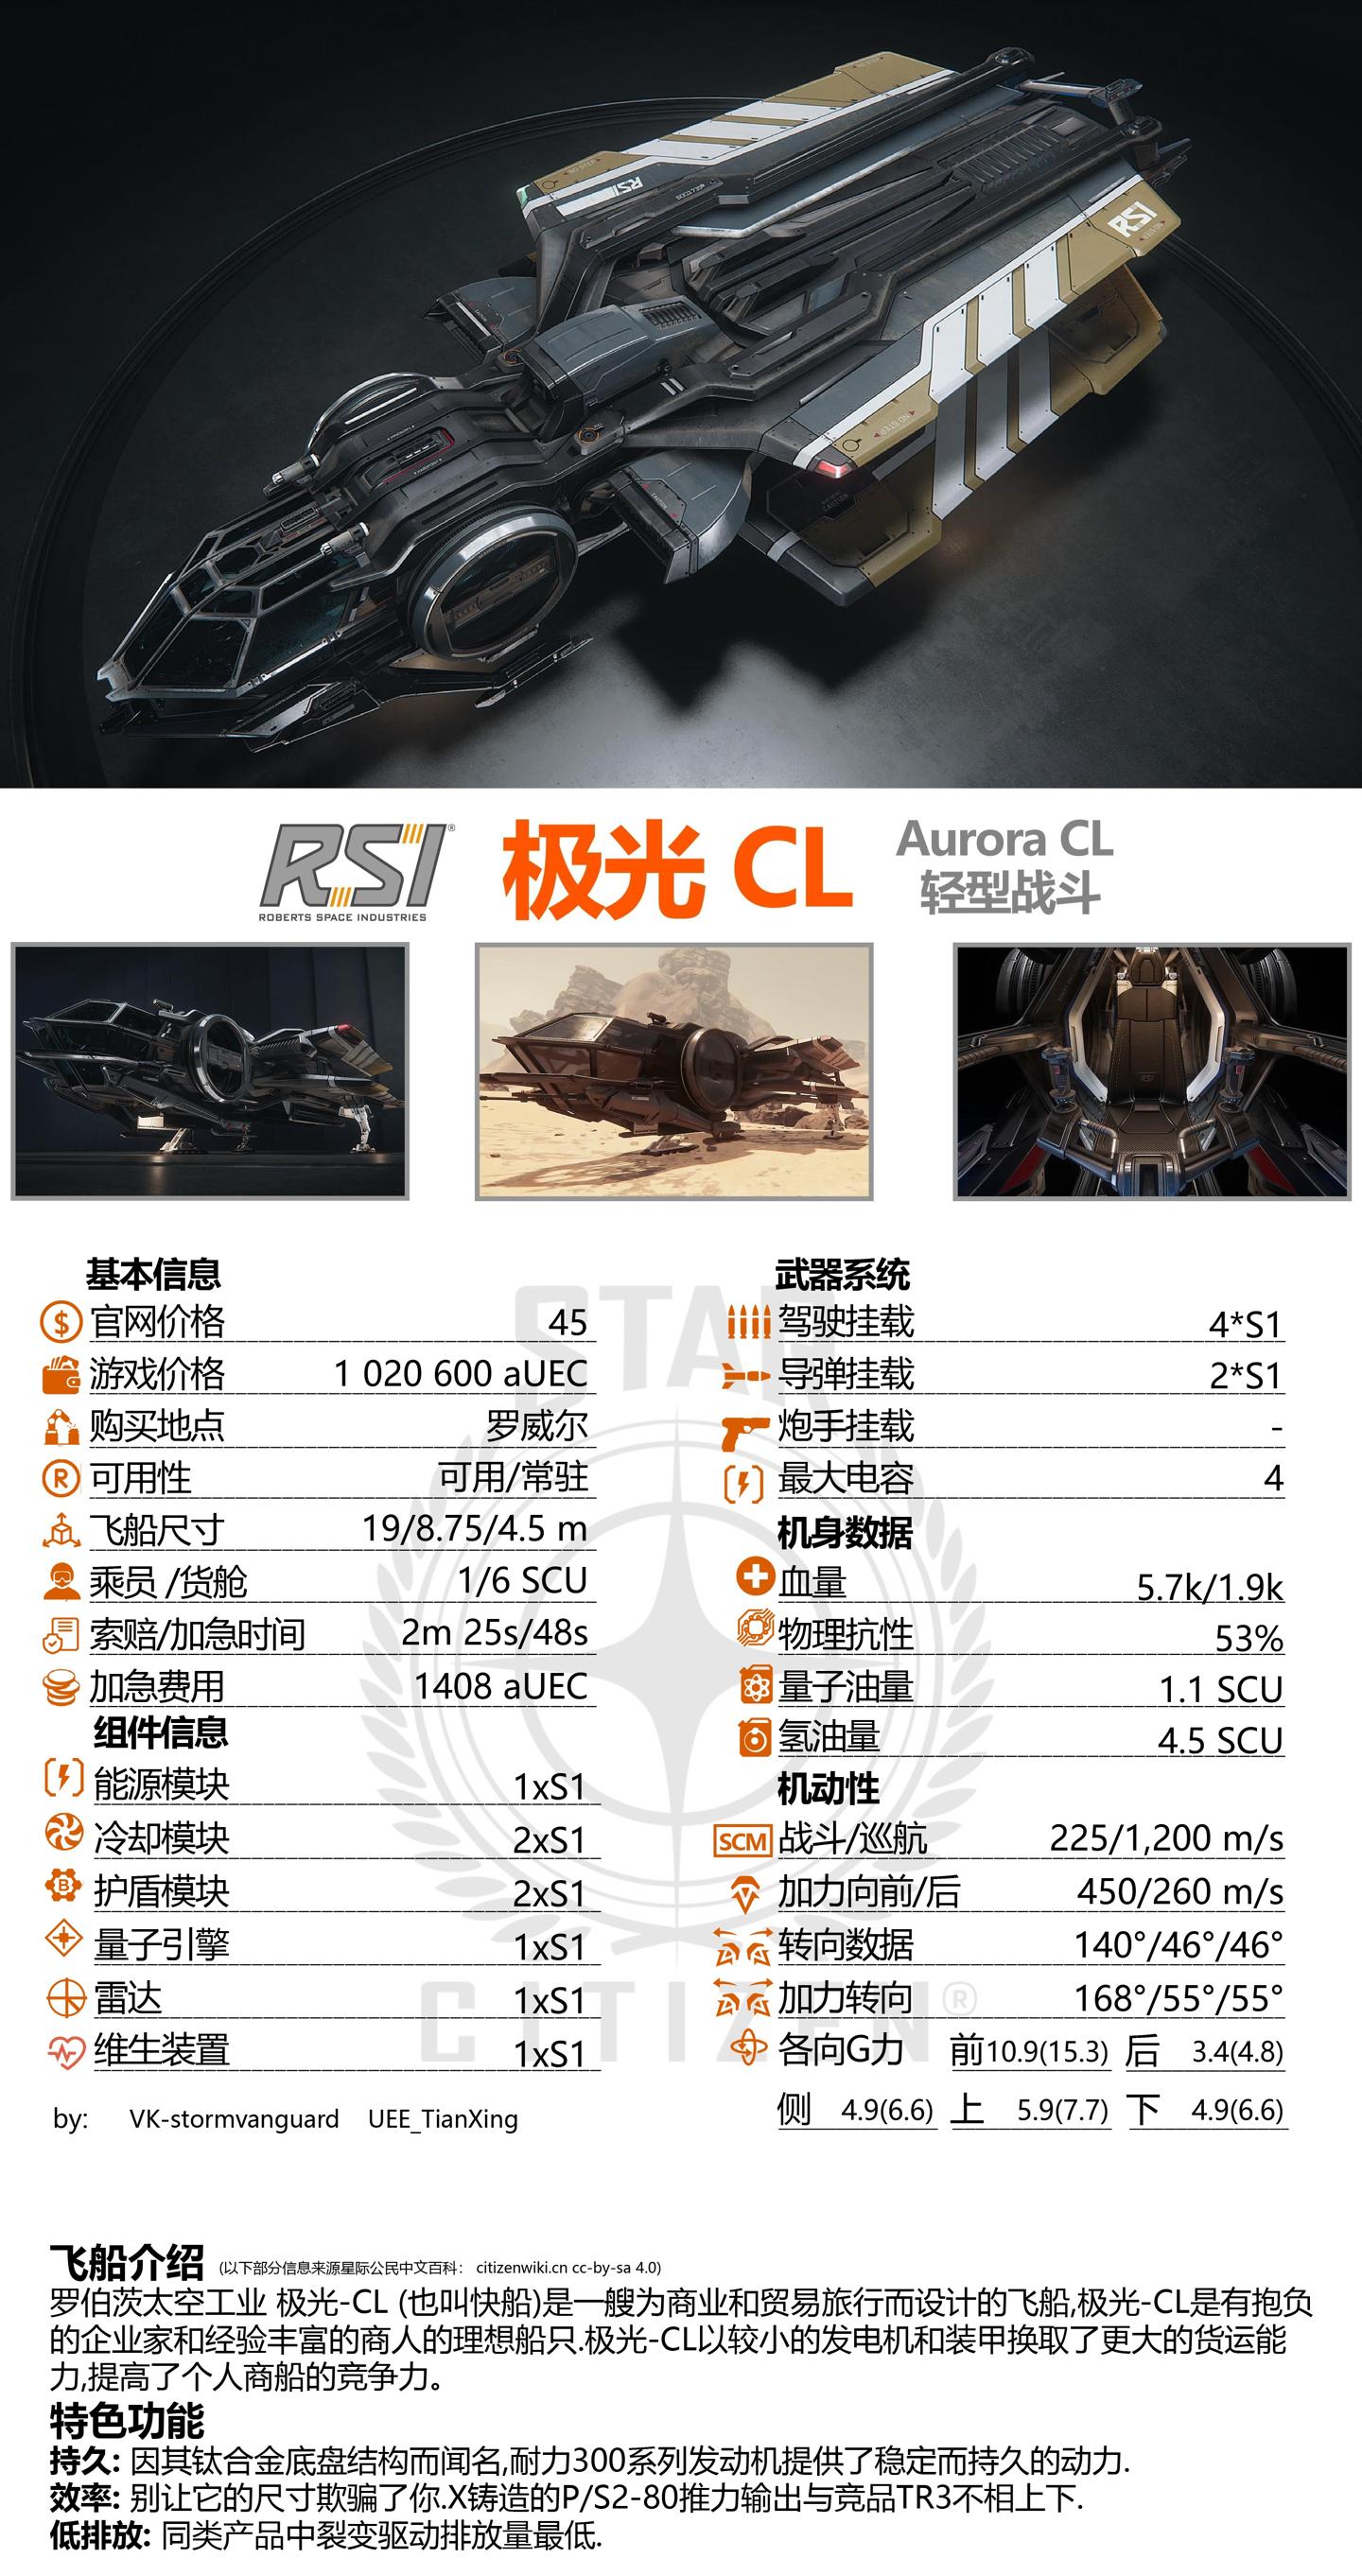 RSI
RSI
RSI
ROBERTS SPACE INDUSTRIES
极光 CL
Aurora CL
轻型战斗
STAR CITIZEN®
基本信息
官网价格 45
游戏价格 1 020 600 aUEC
购买地点 罗威尔
可用性 可用/常驻
飞船尺寸 19/8.75/4.5 m
乘员 /货舱 1/6 SCU
索赔/加急时间 2m 25s/48s
加急费用 1408 aUEC
组件信息
能源模块 1xS1
冷却模块 2xS1
护盾模块 2xS1
量子引擎 1xS1
雷达 1xS1
维生装置 1xS1
by: VK-stormvanguard UEE_TianXing
武器系统
驾驶挂载 4*S1
导弹挂载 2*S1
炮手挂载 -
最大电容 4
机身数据
血量 5.7k/1.9k
物理抗性 53%
量子油量 1.1 SCU
氢油量 4.5 SCU
机动性
SCM 战斗/巡航 225/1,200 m/s
加力向前/后 450/260 m/s
转向数据 140°/46°/46°
加力转向 168°/55°/55°
各向G力 前10.9(15.3) 后 3.4(4.8)
侧 4.9(6.6) 上 5.9(7.7) 下 4.9(6.6)
飞船介绍 (以下部分信息来源星际公民中文百科： citizenwiki.cn cc-by-sa 4.0)
罗伯茨太空工业 极光-CL (也叫快船)是一艘为商业和贸易旅行而设计的飞船,极光-CL是有抱负
的企业家和经验丰富的商人的理想船只.极光-CL以较小的发电机和装甲换取了更大的货运能
力,提高了个人商船的竞争力。
特色功能
持久: 因其钛合金底盘结构而闻名,耐力300系列发动机提供了稳定而持久的动力.
效率: 别让它的尺寸欺骗了你.X铸造的P/S2-80推力输出与竞品TR3不相上下.
低排放: 同类产品中裂变驱动排放量最低.